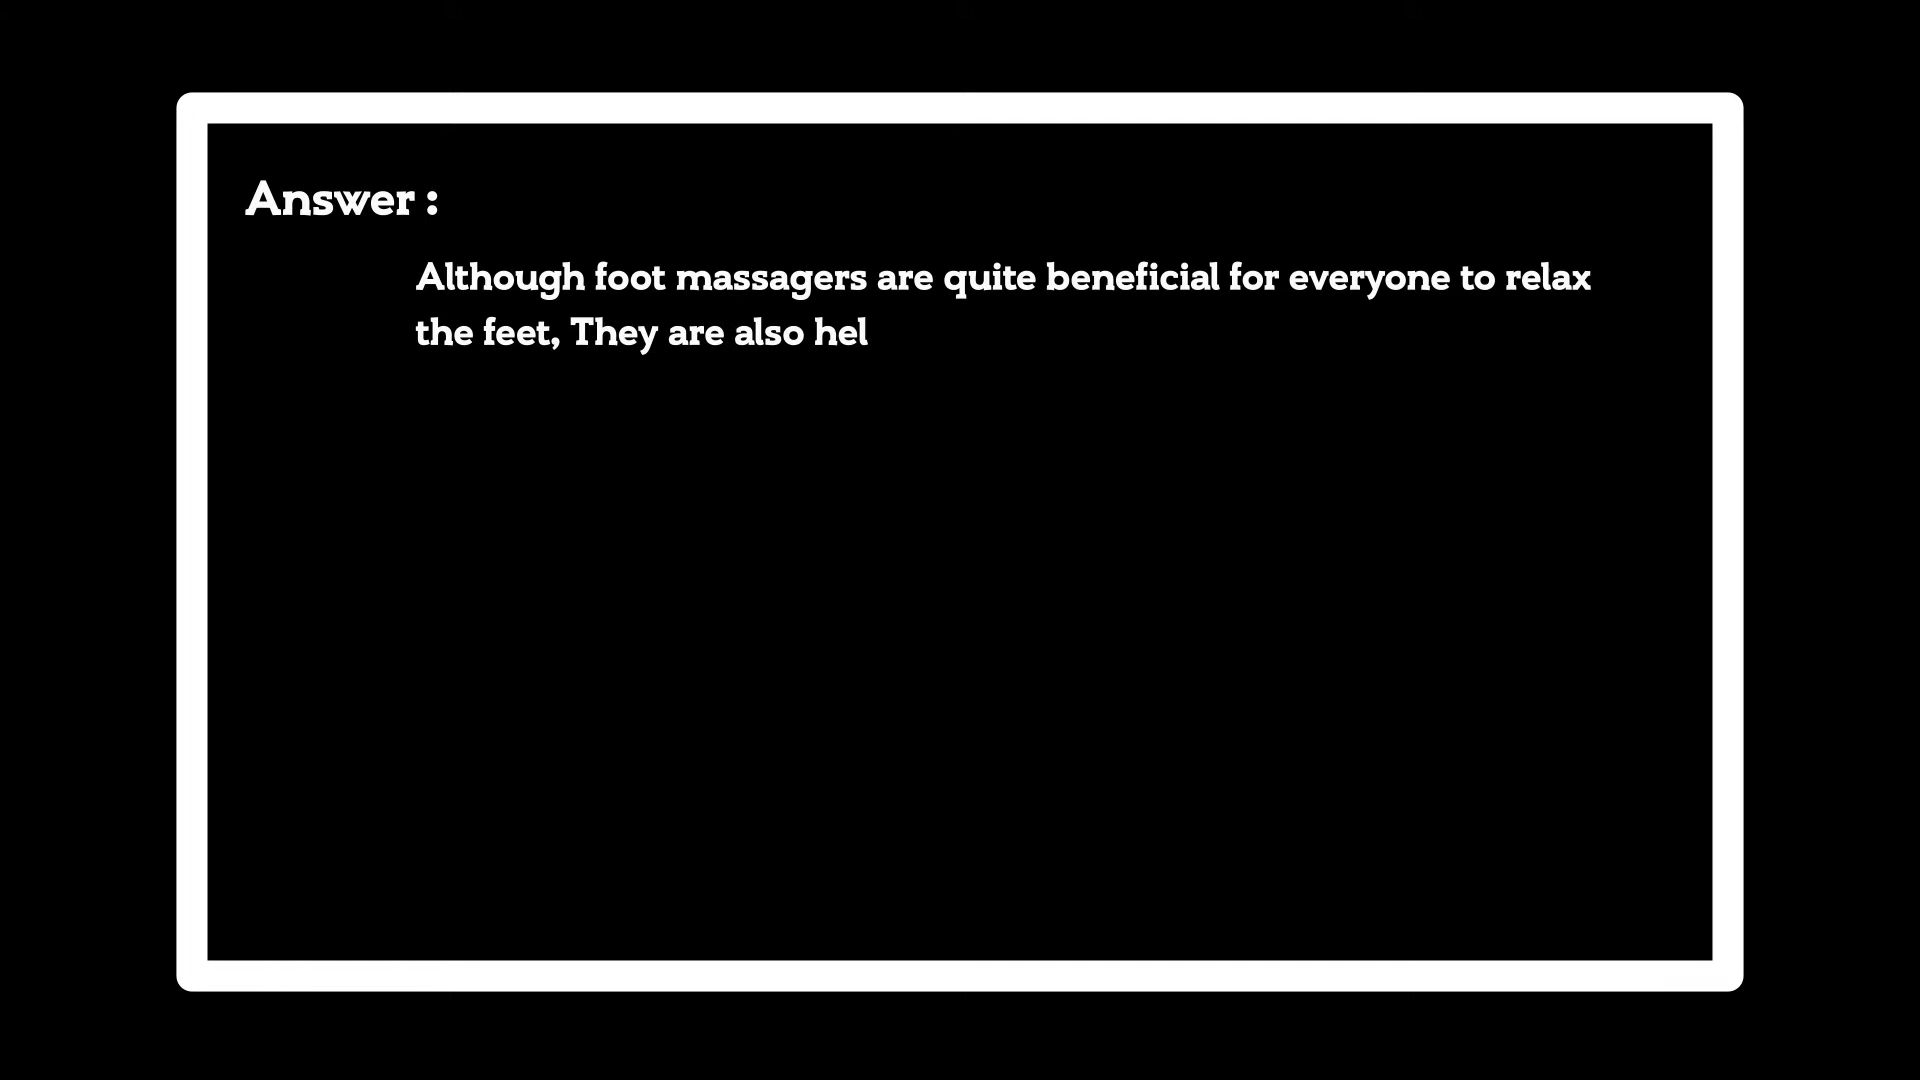 Answer :
Although foot massagers are quite beneficial for everyone to relax
the feet, They are also hel